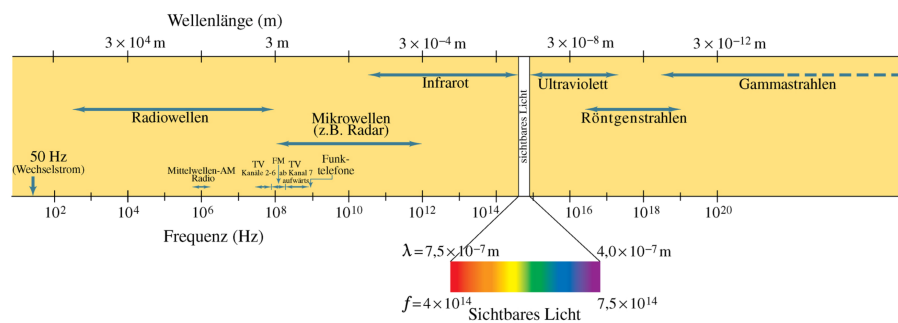 Wellenlänge (m)
3 × 10⁴ m
3 m
3 × 10⁻⁴ m
3 × 10⁻⁸ m
3 × 10⁻¹² m
Infrarot
Ultraviolett
Gammastrahlen
Radiowellen
Mikrowellen
(z.B. Radar)
Röntgenstrahlen
sichtbares Licht
50 Hz
(Wechselstrom)
Mittelwellen-AM
Radio
TV
Kanäle 2-6
FM
TV
ab Kanal 7
aufwärts
Funk-
telefone
10² 10⁴ 10⁶ 10⁸ 10¹⁰ 10¹² 10¹⁴ 10¹⁶ 10¹⁸ 10²⁰
Frequenz (Hz)
λ = 7,5 × 10⁻⁷ m
4,0 × 10⁻⁷ m
f = 4 × 10¹⁴
7,5 × 10¹⁴
Sichtbares Licht